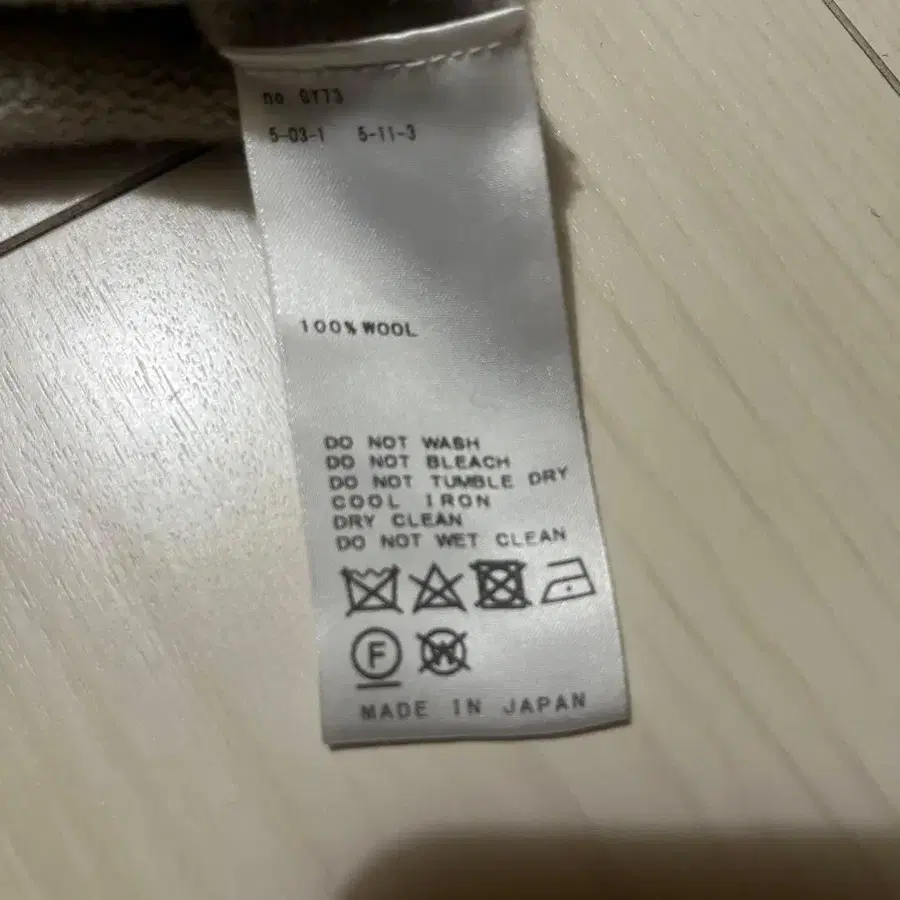 no GY73
5-03-1 5-11-3
100%WOOL
DO NOT WASH
DO NOT BLEACH
DO NOT TUMBLE DRY
COOL IRON
DRY CLEAN
DO NOT WET CLEAN
F W
MADE IN JAPAN